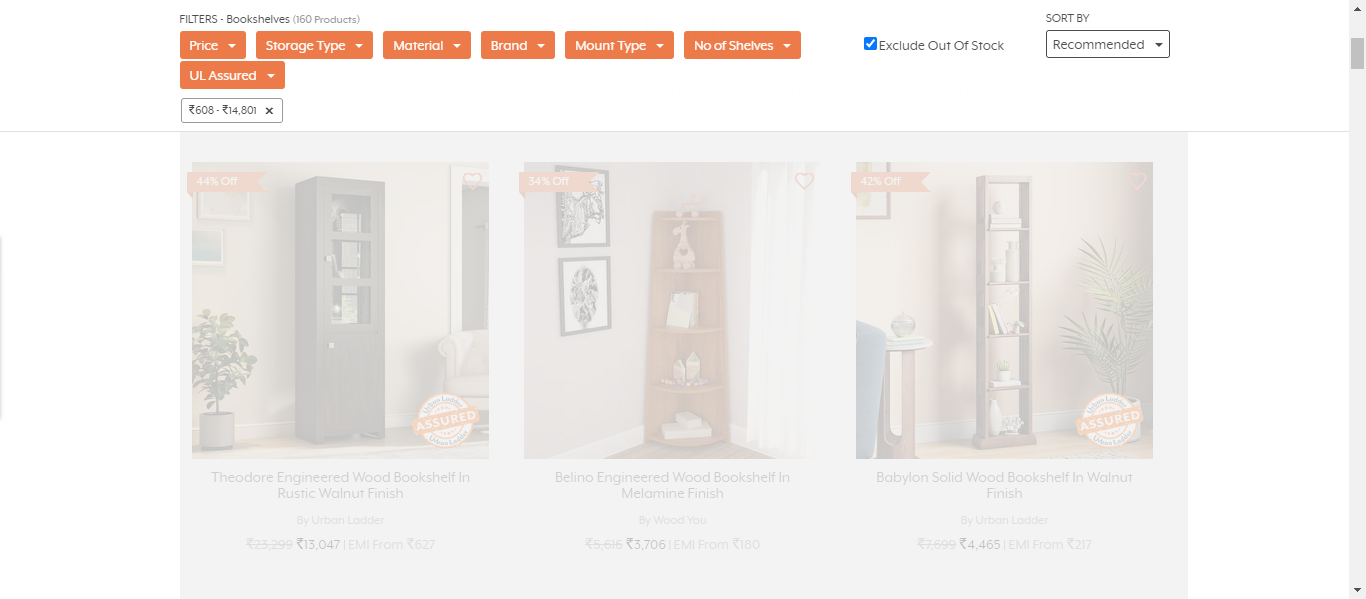 FILTERS - Bookshelves (160 Products)
SORT BY
Price
Storage Type
Material
Brand
Mount Type
No of Shelves
Exclude Out Of Stock
Recommended
UL Assured
₹608 - ₹14,801 ×
44% Off
34% Off
42% Off
Urban Ladder
ASSURED
Urban Ladder
Urban Ladder
ASSURED
Urban Ladder
Theodore Engineered Wood Bookshelf In
Rustic Walnut Finish
By Urban Ladder
₹23,299 ₹13,047 | EMI From ₹627
Belino Engineered Wood Bookshelf In
Melamine Finish
By Wood You
₹5,616 ₹3,706 | EMI From ₹180
Babylon Solid Wood Bookshelf In Walnut
Finish
By Urban Ladder
₹7,699 ₹4,465 | EMI From ₹217